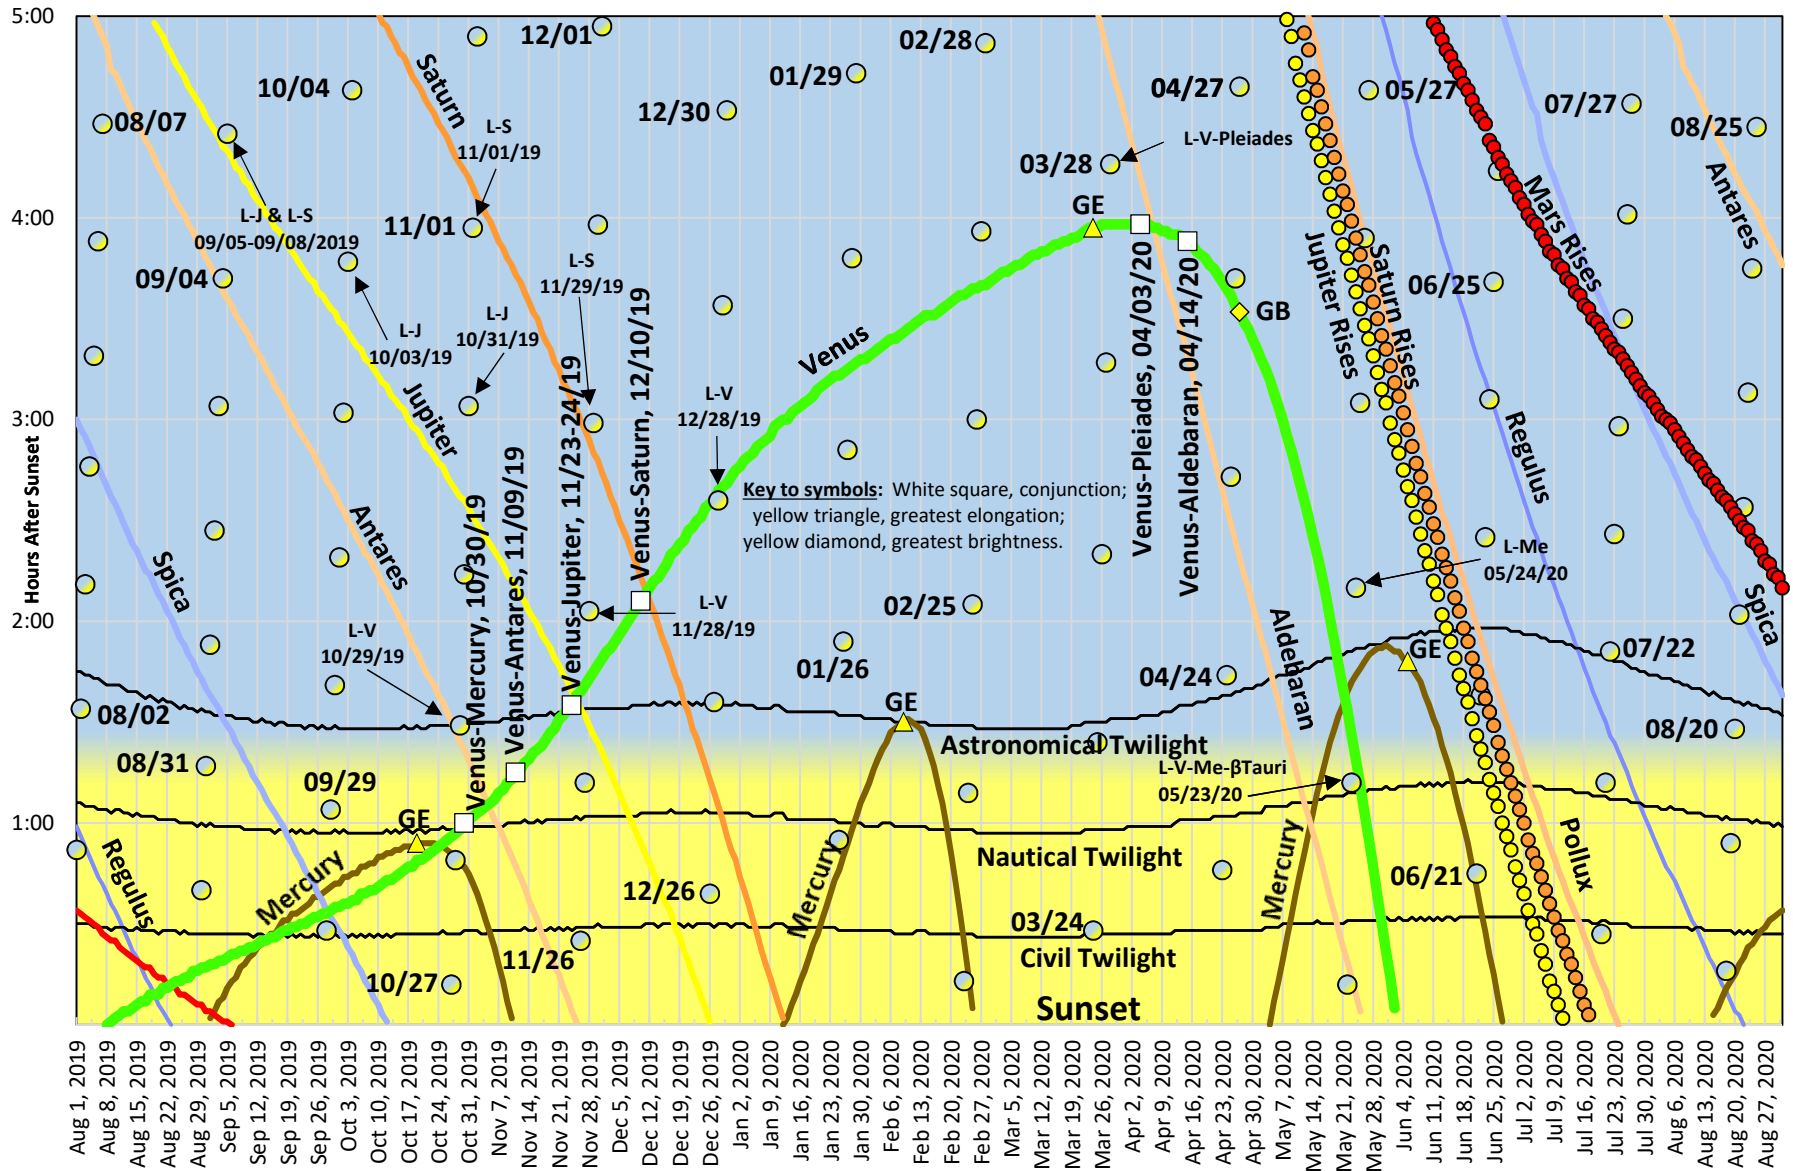 5:00
4:00
3:00
2:00
1:00
Hours After Sunset
12/01
02/28
10/04
Saturn
01/29
04/27
05/27
08/07
12/30
07/27
08/25
L-S
11/01/19
L-V-Pleiades
03/28
Antares
Mars Rises
L-J & L-S
09/05-09/08/2019
11/01
GE
09/04
L-S
11/29/19
Jupiter Rises
Saturn Rises
06/25
L-J
10/03/19
L-J
10/31/19
Venus
GB
Jupiter
L-V
12/28/19
Regulus
Key to symbols: White square, conjunction;
yellow triangle, greatest elongation;
yellow diamond, greatest brightness.
Venus-Mercury, 10/30/19
Venus-Antares, 11/09/19
Venus-Jupiter, 11/23-24/19
Venus-Saturn, 12/10/19
Venus-Pleiades, 04/03/20
Venus-Aldebaran, 04/14/20
Antares
Spica
L-Me
05/24/20
Spica
02/25
L-V
11/28/19
L-V
10/29/19
Aldebaran
01/26
04/24
GE
07/22
08/02
GE
08/20
Astronomical Twilight
08/31
09/29
L-V-Me-βTauri
05/23/20
GE
Regulus
Mercury
Mercury
Mercury
Nautical Twilight
Pollux
12/26
06/21
03/24
11/26
Civil Twilight
10/27
Sunset
Aug 1, 2019
Aug 8, 2019
Aug 15, 2019
Aug 22, 2019
Aug 29, 2019
Sep 5, 2019
Sep 12, 2019
Sep 19, 2019
Sep 26, 2019
Oct 3, 2019
Oct 10, 2019
Oct 17, 2019
Oct 24, 2019
Oct 31, 2019
Nov 7, 2019
Nov 14, 2019
Nov 21, 2019
Nov 28, 2019
Dec 5, 2019
Dec 12, 2019
Dec 19, 2019
Dec 26, 2019
Jan 2, 2020
Jan 9, 2020
Jan 16, 2020
Jan 23, 2020
Jan 30, 2020
Feb 6, 2020
Feb 13, 2020
Feb 20, 2020
Feb 27, 2020
Mar 5, 2020
Mar 12, 2020
Mar 19, 2020
Mar 26, 2020
Apr 2, 2020
Apr 9, 2020
Apr 16, 2020
Apr 23, 2020
Apr 30, 2020
May 7, 2020
May 14, 2020
May 21, 2020
May 28, 2020
Jun 4, 2020
Jun 11, 2020
Jun 18, 2020
Jun 25, 2020
Jul 2, 2020
Jul 9, 2020
Jul 16, 2020
Jul 23, 2020
Jul 30, 2020
Aug 6, 2020
Aug 13, 2020
Aug 20, 2020
Aug 27, 2020